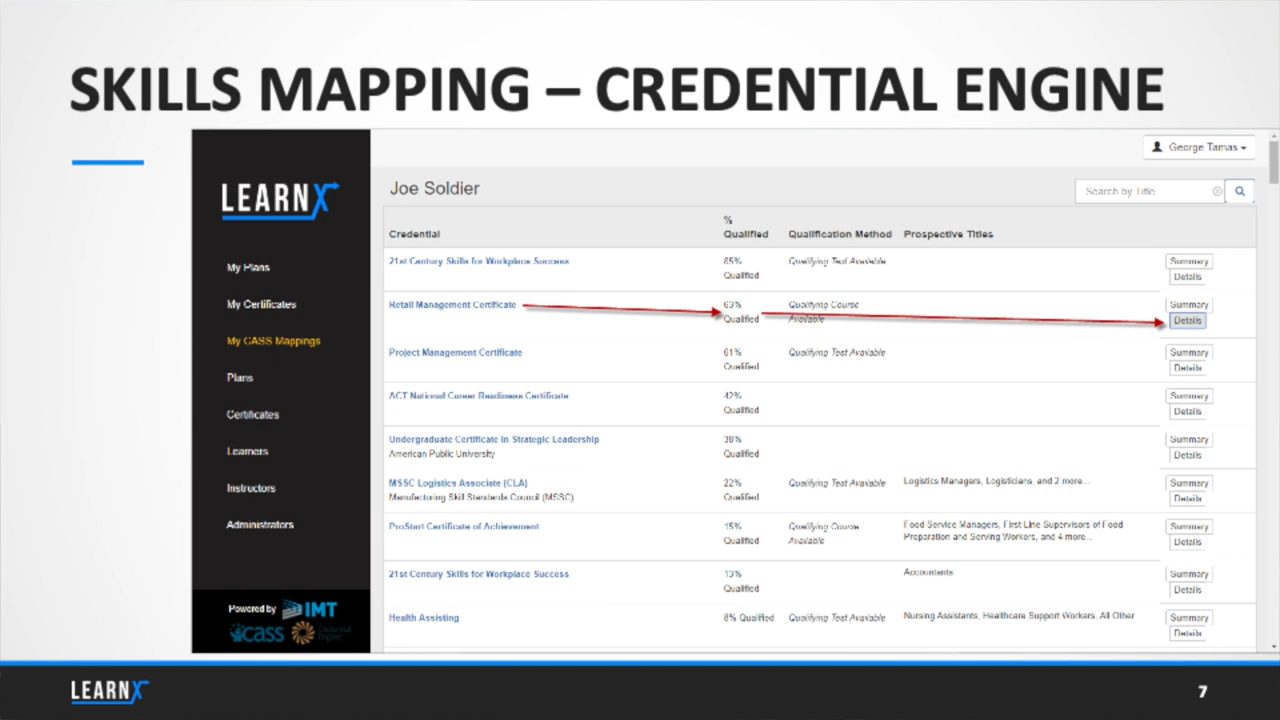 SKILLS MAPPING – CREDENTIAL ENGINE
George Tamas
LEARNX
Joe Soldier
Search by Title
%
Credential
Qualified
Qualification Method
Prospective Titles
My Plans
My Certificates
My CASS Mappings
Plans
Certificates
Learners
Instructors
Administrators
21st Century Skills for Workplace Success
85%
Qualified
Qualifying Test Available
Summary
Details
Retail Management Certificate
63%
Qualified
Qualifying Course
Available
Summary
Details
Project Management Certificate
61%
Qualified
Qualifying Test Available
Summary
Details
ACT National Career Readiness Certificate
42%
Qualified
Summary
Details
Undergraduate Certificate in Strategic Leadership
American Public University
38%
Qualified
Summary
Details
MSSC Logistics Associate (CLA)
Manufacturing Skill Standards Council (MSSC)
22%
Qualified
Qualifying Test Available
Logistics Managers, Logisticians, and 2 more...
Summary
Details
ProStart Certificate of Achievement
15%
Qualified
Qualifying Course
Available
Food Service Managers, First Line Supervisors of Food
Preparation and Serving Workers, and 4 more...
Summary
Details
21st Century Skills for Workplace Success
13%
Qualified
Accountants
Summary
Details
Health Assisting
8% Qualified
Qualifying Test Available
Nursing Assistants, Healthcare Support Workers, All Other
Summary
Details
Powered by
IMT
cass
Credential
Engine
LEARNX
7